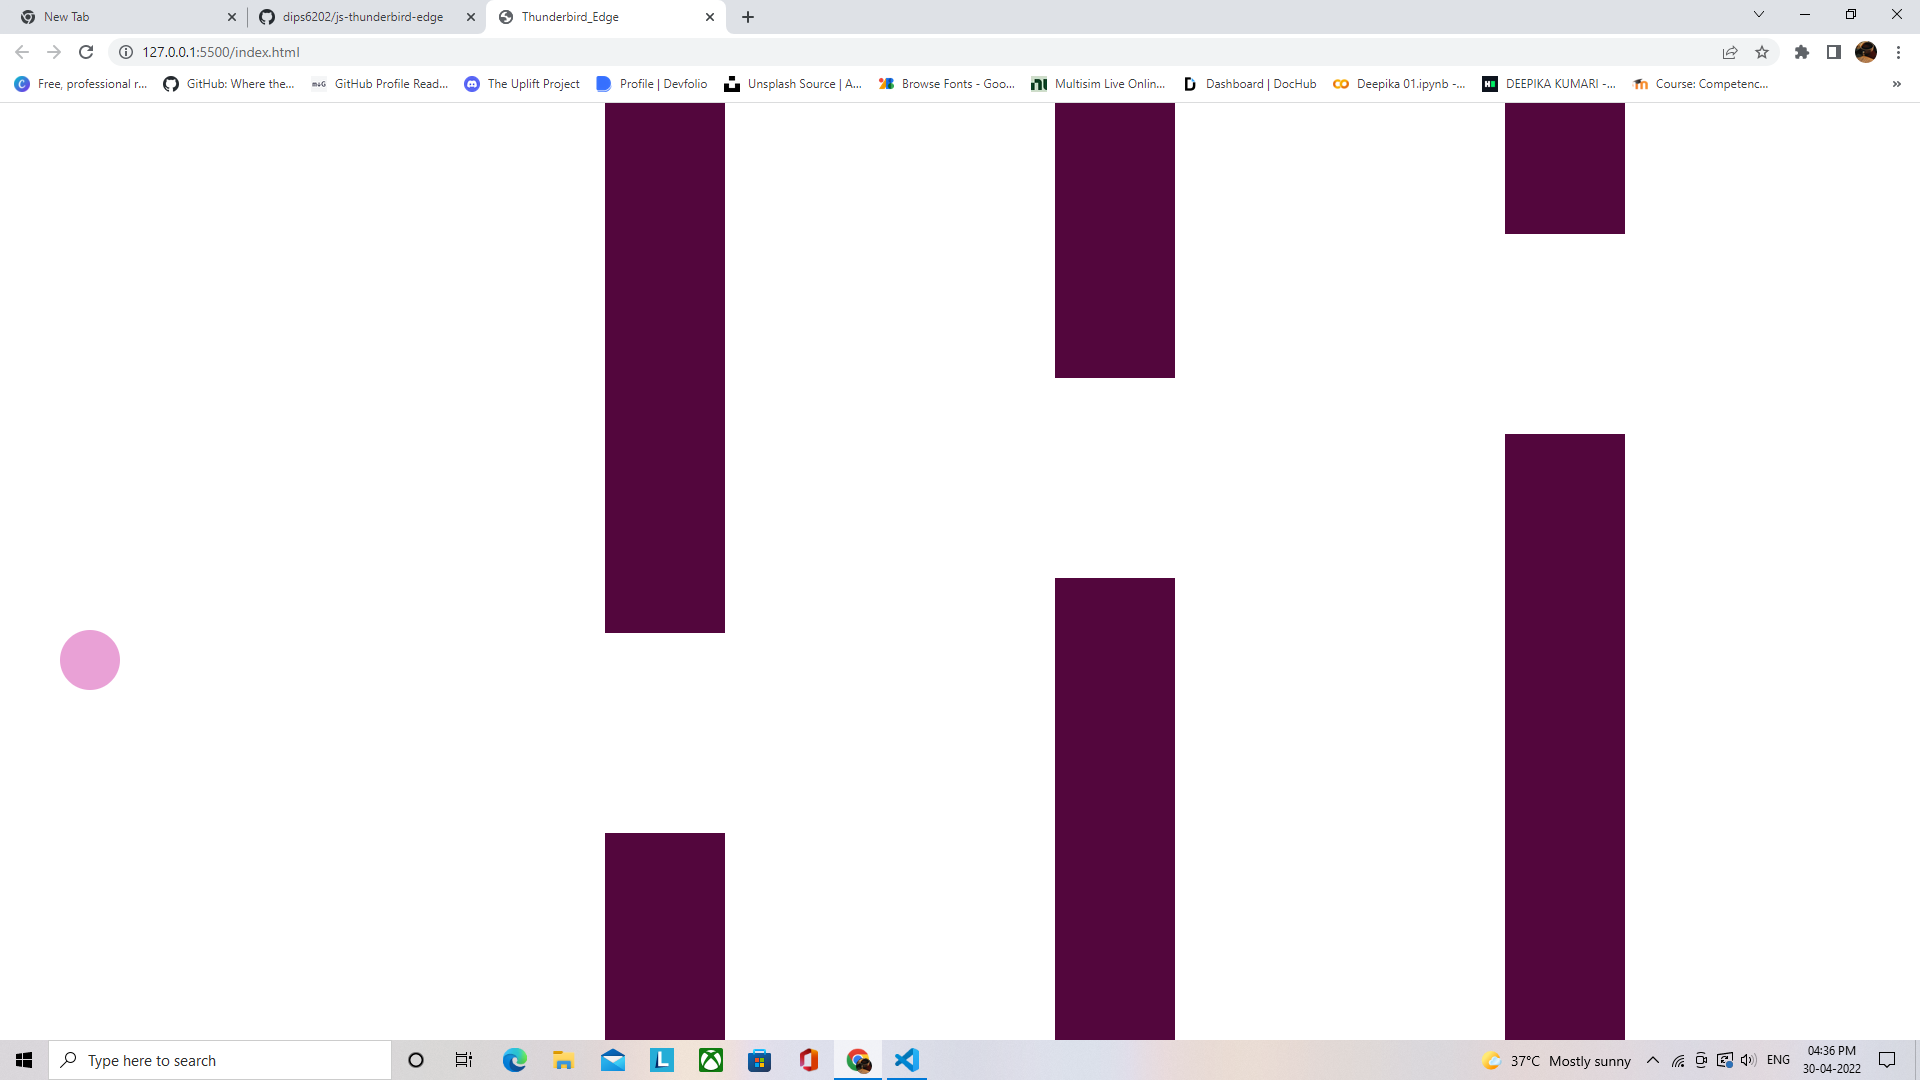 New Tab
dips6202/js-thunderbird-edge
Thunderbird_Edge
127.0.0.1:5500/index.html
Free, professional r...
GitHub: Where the...
M&G
GitHub Profile Read...
The Uplift Project
Profile | Devfolio
Unsplash Source | A...
Browse Fonts - Goo...
Multisim Live Online...
Dashboard | DocHub
Deepika 01.ipynb -...
DEEPIKA KUMARI -...
Course: Competenc...
Type here to search
L
37°C Mostly sunny
ENG
04:36 PM
30-04-2022